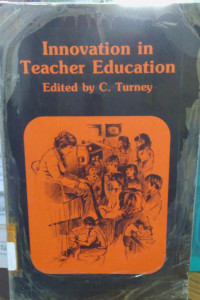 Innovation in
Teacher Education
Edited by C. Turney